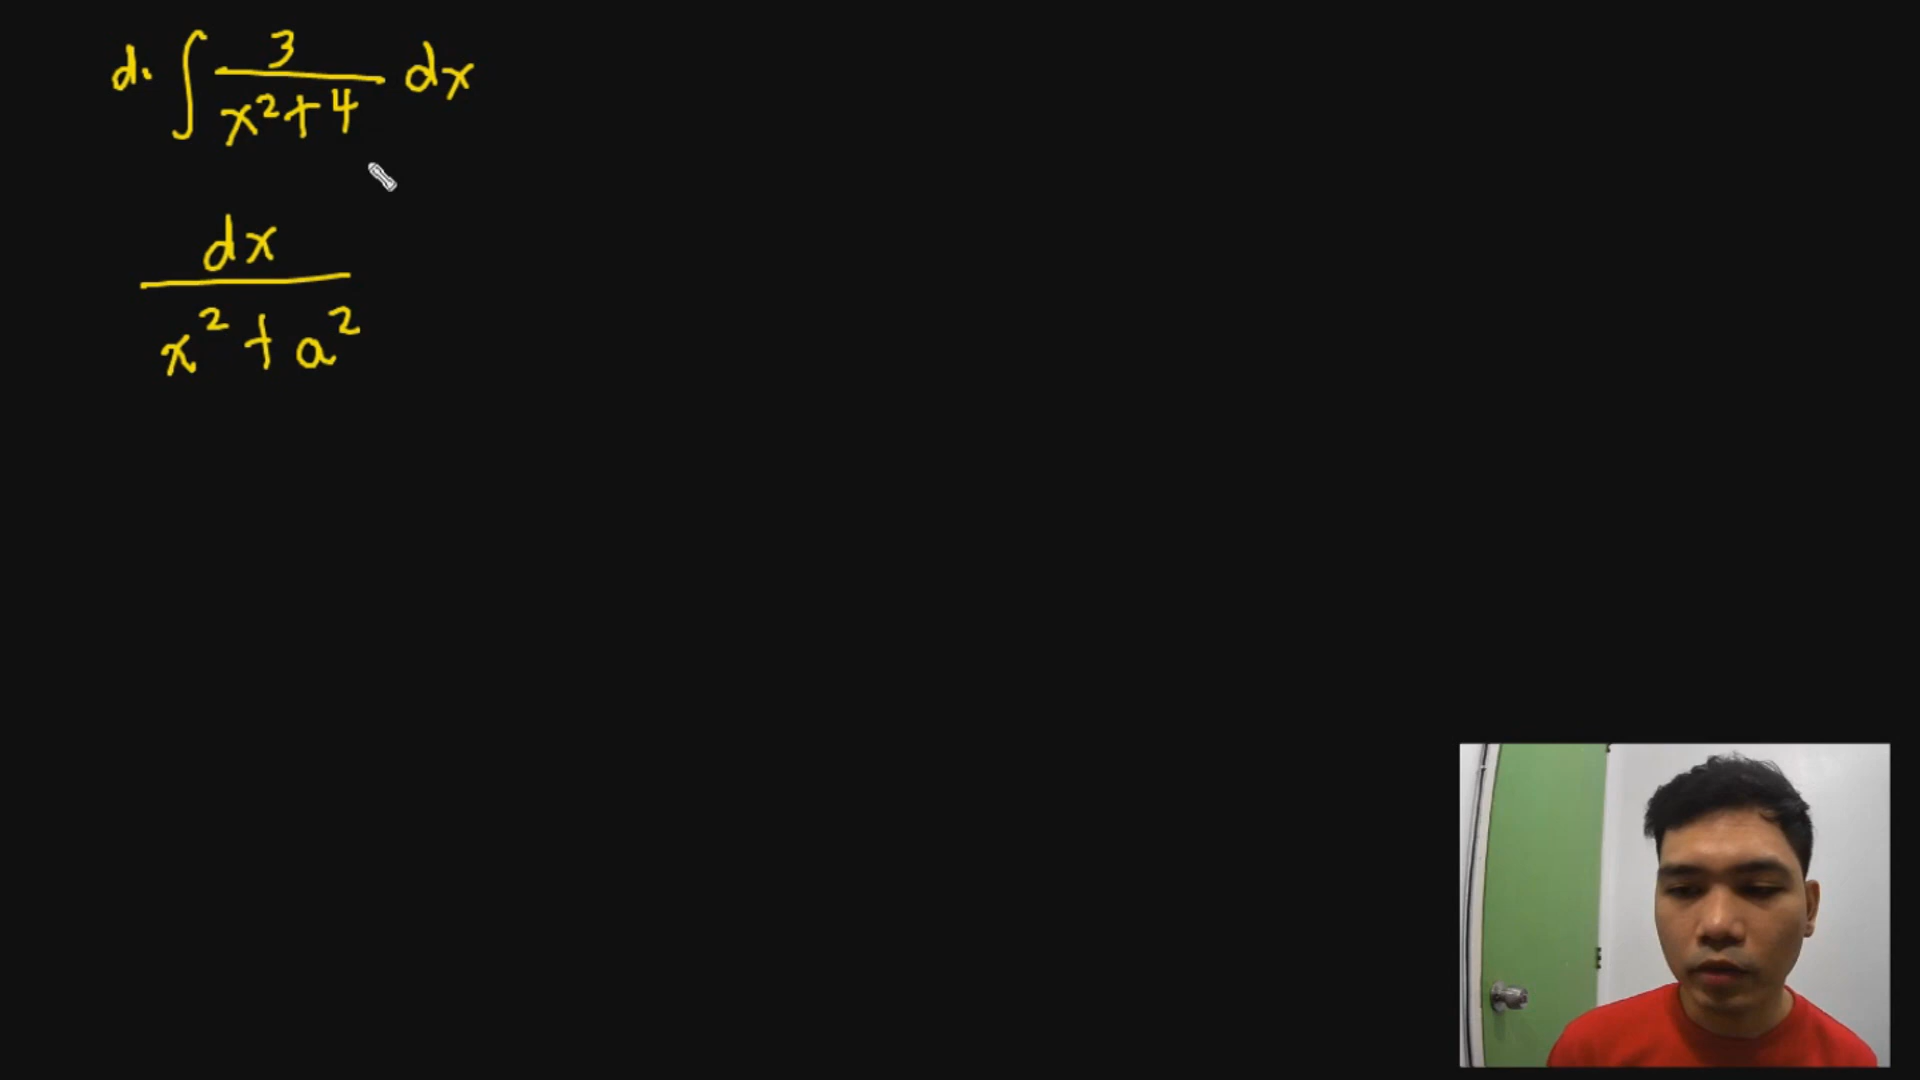 d. ∫ 3/(x²+4) dx
dx/(x²+a²)